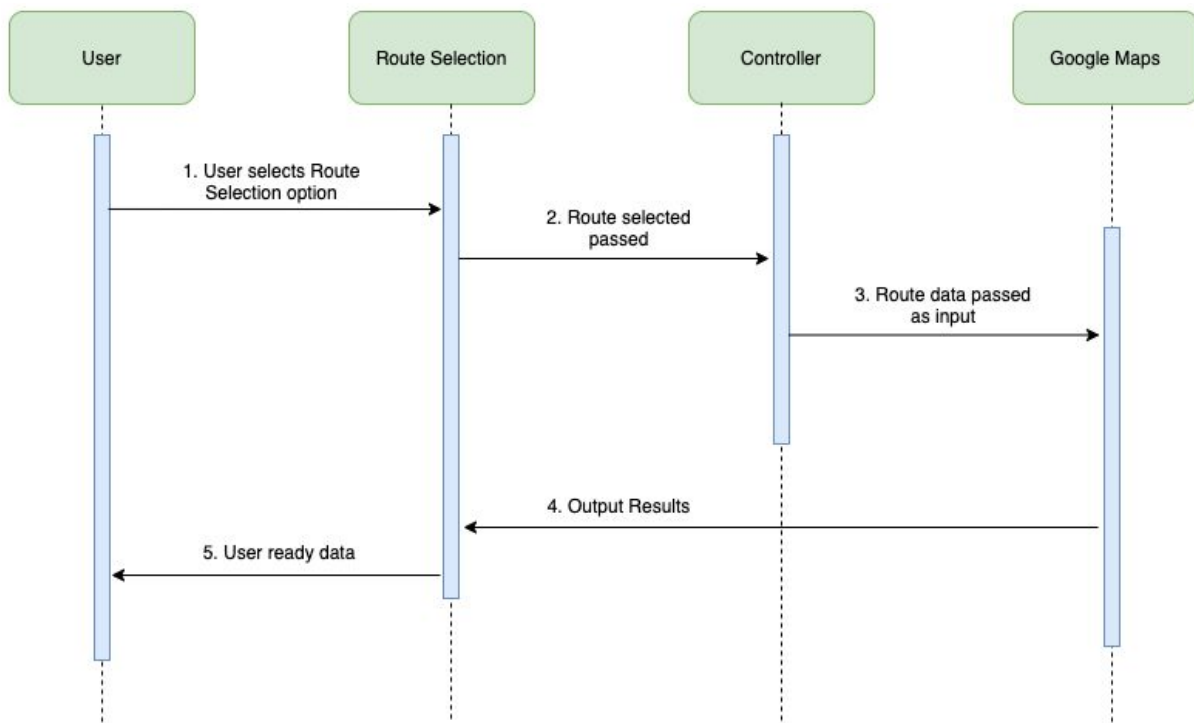 User
Route Selection
Controller
Google Maps
1. User selects Route
Selection option
2. Route selected
passed
3. Route data passed
as input
4. Output Results
5. User ready data